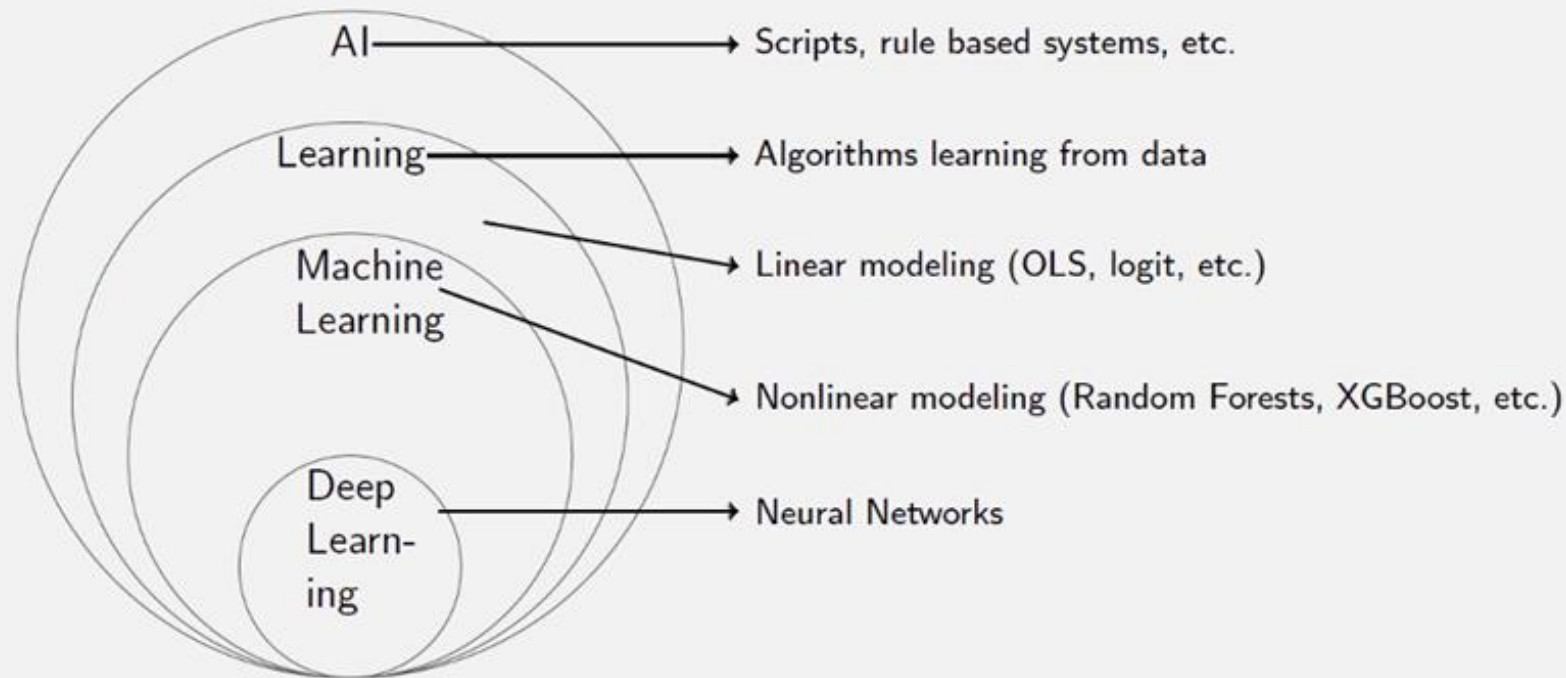 AI
Scripts, rule based systems, etc.
Learning
Algorithms learning from data
Linear modeling (OLS, logit, etc.)
Machine
Learning
Nonlinear modeling (Random Forests, XGBoost, etc.)
Deep
Learn-
ing
Neural Networks